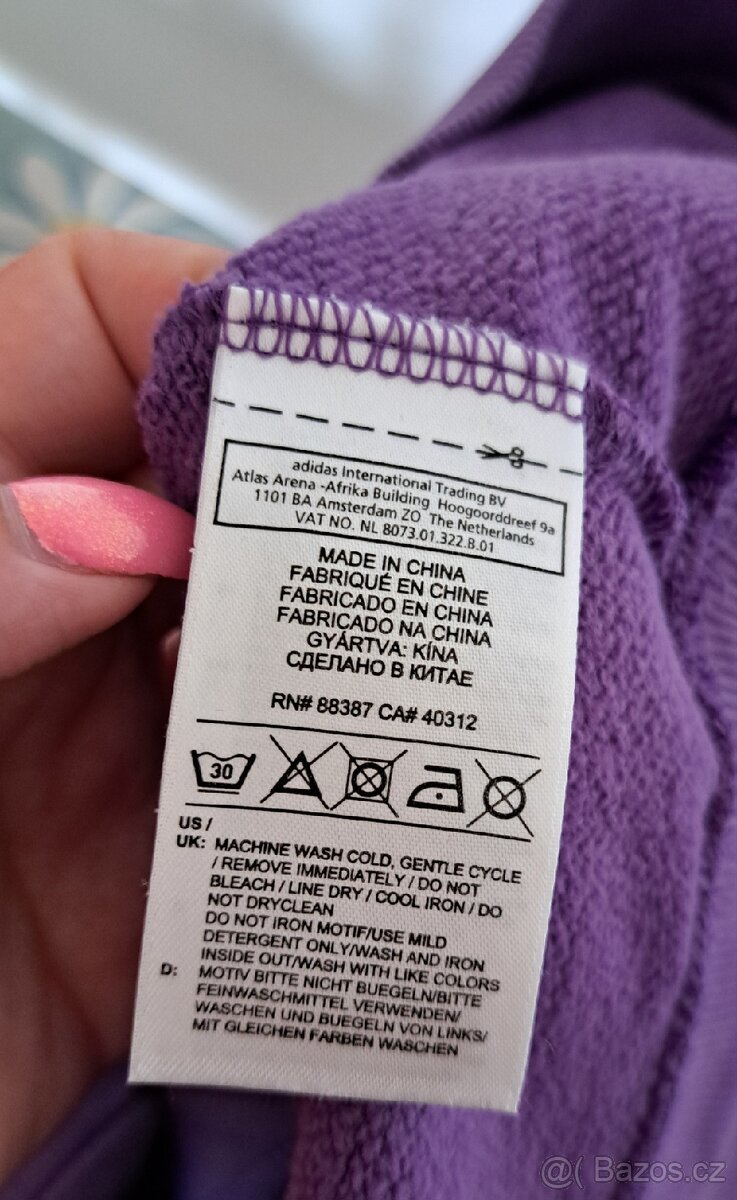 adidas International Trading BV
Atlas Arena -Afrika Building Hoogoorddreef 9a
1101 BA Amsterdam ZO The Netherlands
VAT NO. NL 8073.01.322.B.01
MADE IN CHINA
FABRIQUÉ EN CHINE
FABRICADO EN CHINA
FABRICADO NA CHINA
GYÁRTVA: KÍNA
СДЕЛАНО В КИТАЕ
RN# 88387 CA# 40312
30
US /
UK: MACHINE WASH COLD, GENTLE CYCLE
/ REMOVE IMMEDIATELY / DO NOT
BLEACH / LINE DRY / COOL IRON / DO
NOT DRYCLEAN
DO NOT IRON MOTIF/USE MILD
DETERGENT ONLY/WASH AND IRON
INSIDE OUT/WASH WITH LIKE COLORS
D: MOTIV BITTE NICHT BUEGELN/BITTE
FEINWASCHMITTEL VERWENDEN/
WASCHEN UND BUEGELN VON LINKS/
MIT GLEICHEN FARBEN WASCHEN
@( Bazos.cz